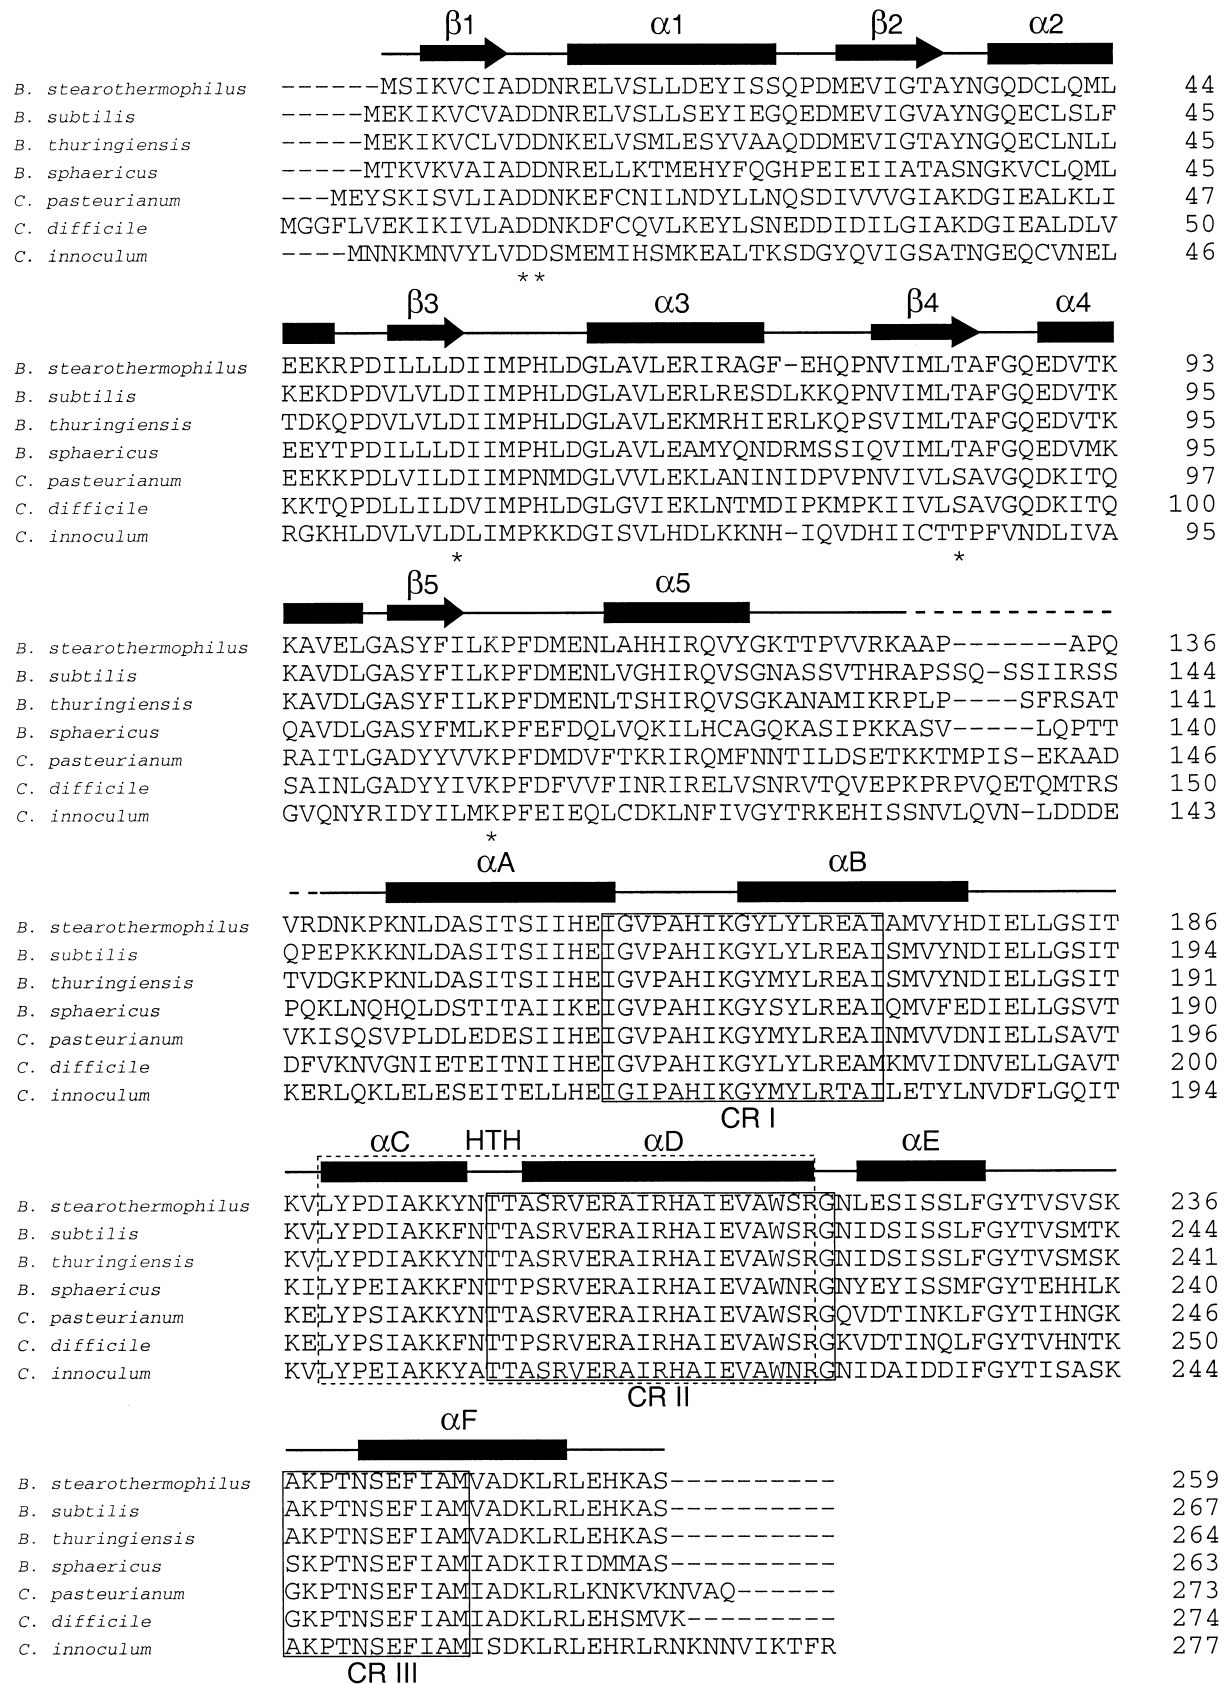 β1 α1 β2 α2
B. stearothermophilus ------MSIKVCIADDNRELVSLLDEYISSQPDMEVIGTAYNGQDCLQML 44
B. subtilis -----MEKIKVCVADDNRELVSLLSEYIEGQEDMEVIGVAYNGQECLSLF 45
B. thuringiensis -----MEKIKVCLVDDNKELVSMLESYVAAQDDMEVIGTAYNGQECLNLL 45
B. sphaericus -----MTKVKVAIADDNRELLKTMEHYFQGHPEIEIIATASNGKVCLQML 45
C. pasteurianum ---MEYSKISVLIADDNKEFCNILNDYLLNQSDIVVVGIAKDGIEALKLI 47
C. difficile MGGFLVEKIKIVLADDNKDFCQVLKEYLSNEDDIDILGIAKDGIEALDLV 50
C. innoculum ----MNNKMNVYLVDDSMEMIHSMKEALTKSDGYQVIGSATNGEQCVNEL 46
**
β3 α3 β4 α4
B. stearothermophilus EEKRPDILLLDIIMPHLDGLAVLERIRAGF-EHQPNVIMLTAFGQEDVTK 93
B. subtilis KEKDPDVLVLDIIMPHLDGLAVLERLRESDLKKQPNVIMLTAFGQEDVTK 95
B. thuringiensis TDKQPDVLVLDIIMPHLDGLAVLEKMRHIERLKQPSVIMLTAFGQEDVTK 95
B. sphaericus EEYTPDILLLDIIMPHLDGLAVLEAMYQNDRMSSIQVIMLTAFGQEDVMK 95
C. pasteurianum EEKKPDLVILDIIMPNMDGLVVLEKLANINIDPVPNVIVLSAVGQDKITQ 97
C. difficile KKTQPDLLILDVIMPHLDGLGVIEKLNTMDIPKMPKIIVLSAVGQDKITQ 100
C. innoculum RGKHLDVLVLDLIMPKKDGISVLHDLKKNH-IQVDHIICTTPFVNDLIVA 95
* *
β5 α5
B. stearothermophilus KAVELGASYFILKPFDMENLAHHIRQVYGKTTPVVRKAAP-------APQ 136
B. subtilis KAVDLGASYFILKPFDMENLVGHIRQVSGNASSVTHRAPSSQ-SSIIRSS 144
B. thuringiensis KAVDLGASYFILKPFDMENLTSHIRQVSGKANAMIKRPLP----SFRSAT 141
B. sphaericus QAVDLGASYFMLKPFEFDQLVQKILHCAGQKASIPKKASV-----LQPTT 140
C. pasteurianum RAITLGADYYVVKPFDMDVFTKRIRQMFNNTILDSETKKTMPIS-EKAAD 146
C. difficile SAINLGADYYIVKPFDFVVFINRIRELVSNRVTQVEPKPRPVQETQMTRS 150
C. innoculum GVQNYRIDYILMKPFEIEQLCDKLNFIVGYTRKEHISSNVLQVN-LDDDE 143
*
αA αB
B. stearothermophilus VRDNKPKNLDASITSIIHEIGVPAHIKGYLYLREAIAMVYHDIELLGSIT 186
B. subtilis QPEPKKKNLDASITSIIHEIGVPAHIKGYLYLREAISMVYNDIELLGSIT 194
B. thuringiensis TVDGKPKNLDASITSIIHEIGVPAHIKGYMYLREAISMVYNDIELLGSIT 191
B. sphaericus PQKLNQHQLDSTITAIIKEIGVPAHIKGYSYLREAIQMVFEDIELLGSVT 190
C. pasteurianum VKISQSVPLDLEDESIIHEIGVPAHIKGYMYLREAINMVVDNIELLSAVT 196
C. difficile DFVKNVGNIETEITNIIHEIGVPAHIKGYLYLREAMKMVIDNVELLGAVT 200
C. innoculum KERLQKLELESEITELLHEIGIPAHIKGYMYLRTAILETYLNVDFLGQIT 194
CR I
αC HTH αD αE
B. stearothermophilus KVLYPDIAKKYNTTASRVERAIRHAIEVAWSRGNLESISSLFGYTVSVSK 236
B. subtilis KVLYPDIAKKFNTTASRVERAIRHAIEVAWSRGNIDSISSLFGYTVSMTK 244
B. thuringiensis KVLYPDIAKKFNTTASRVERAIRHAIEVAWSRGNIDSISSLFGYTVSMSK 241
B. sphaericus KILYPEIAKKFNTTPSRVERAIRHAIEVAWNRGNYEYISSMFGYTEHHLK 240
C. pasteurianum KELYPSIAKKYNTTASRVERAIRHAIEVAWSRGQVDTINKLFGYTIHNGK 246
C. difficile KELYPSIAKKFNTTPSRVERAIRHAIEVAWSRGKVDTINQLFGYTVHNTK 250
C. innoculum KVLYPEIAKKYATTASRVERAIRHAIEVAWNRGNIDAIDDIFGYTISASK 244
CR II
αF
B. stearothermophilus AKPTNSEFIAMVADKLRLEHKAS---------- 259
B. subtilis AKPTNSEFIAMVADKLRLEHKAS---------- 267
B. thuringiensis AKPTNSEFIAMVADKLRLEHKAS---------- 264
B. sphaericus SKPTNSEFIAMIADKIRIDMMAS---------- 263
C. pasteurianum GKPTNSEFIAMIADKLRLKNKVKNVAQ------ 273
C. difficile GKPTNSEFIAMIADKLRLEHSMVK--------- 274
C. innoculum AKPTNSEFIAMISDKLRLEHRLRNKNNVIKTFR 277
CR III